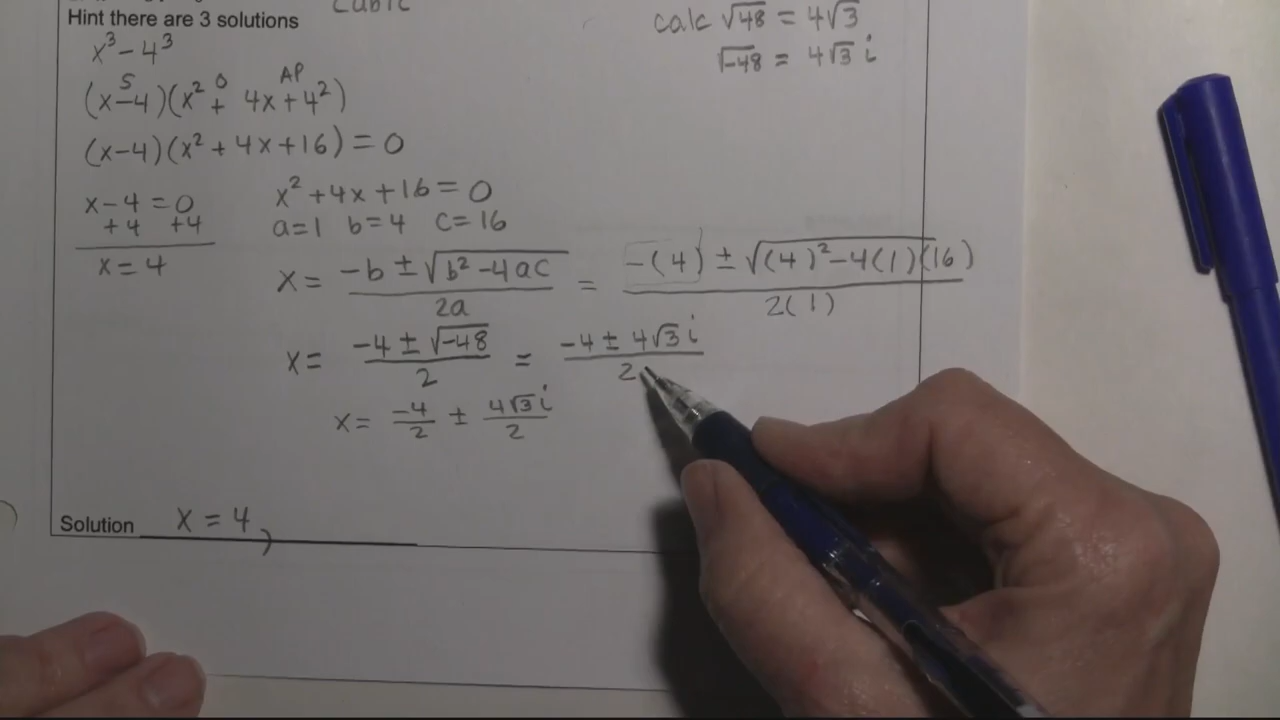 Cubic
Hint there are 3 solutions
calc √48 = 4√3
√-48 = 4√3 i
x³ - 4³
S O AP
(x-4)(x² + 4x + 4²)
(x-4)(x² + 4x + 16) = 0
x - 4 = 0
+4 +4
x = 4
x² + 4x + 16 = 0
a=1 b=4 c=16
x = (-b ± √(b² - 4ac)) / 2a = (-(4) ± √((4)² - 4(1)(16))) / 2(1)
x = (-4 ± √-48) / 2 = (-4 ± 4√3 i) / 2
x = -4/2 ± 4√3 i / 2
Solution x = 4,